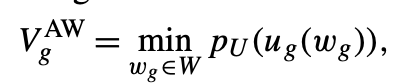 V_g^{AW} = min_{w_g ∈ W} p_U(u_g(w_g)),